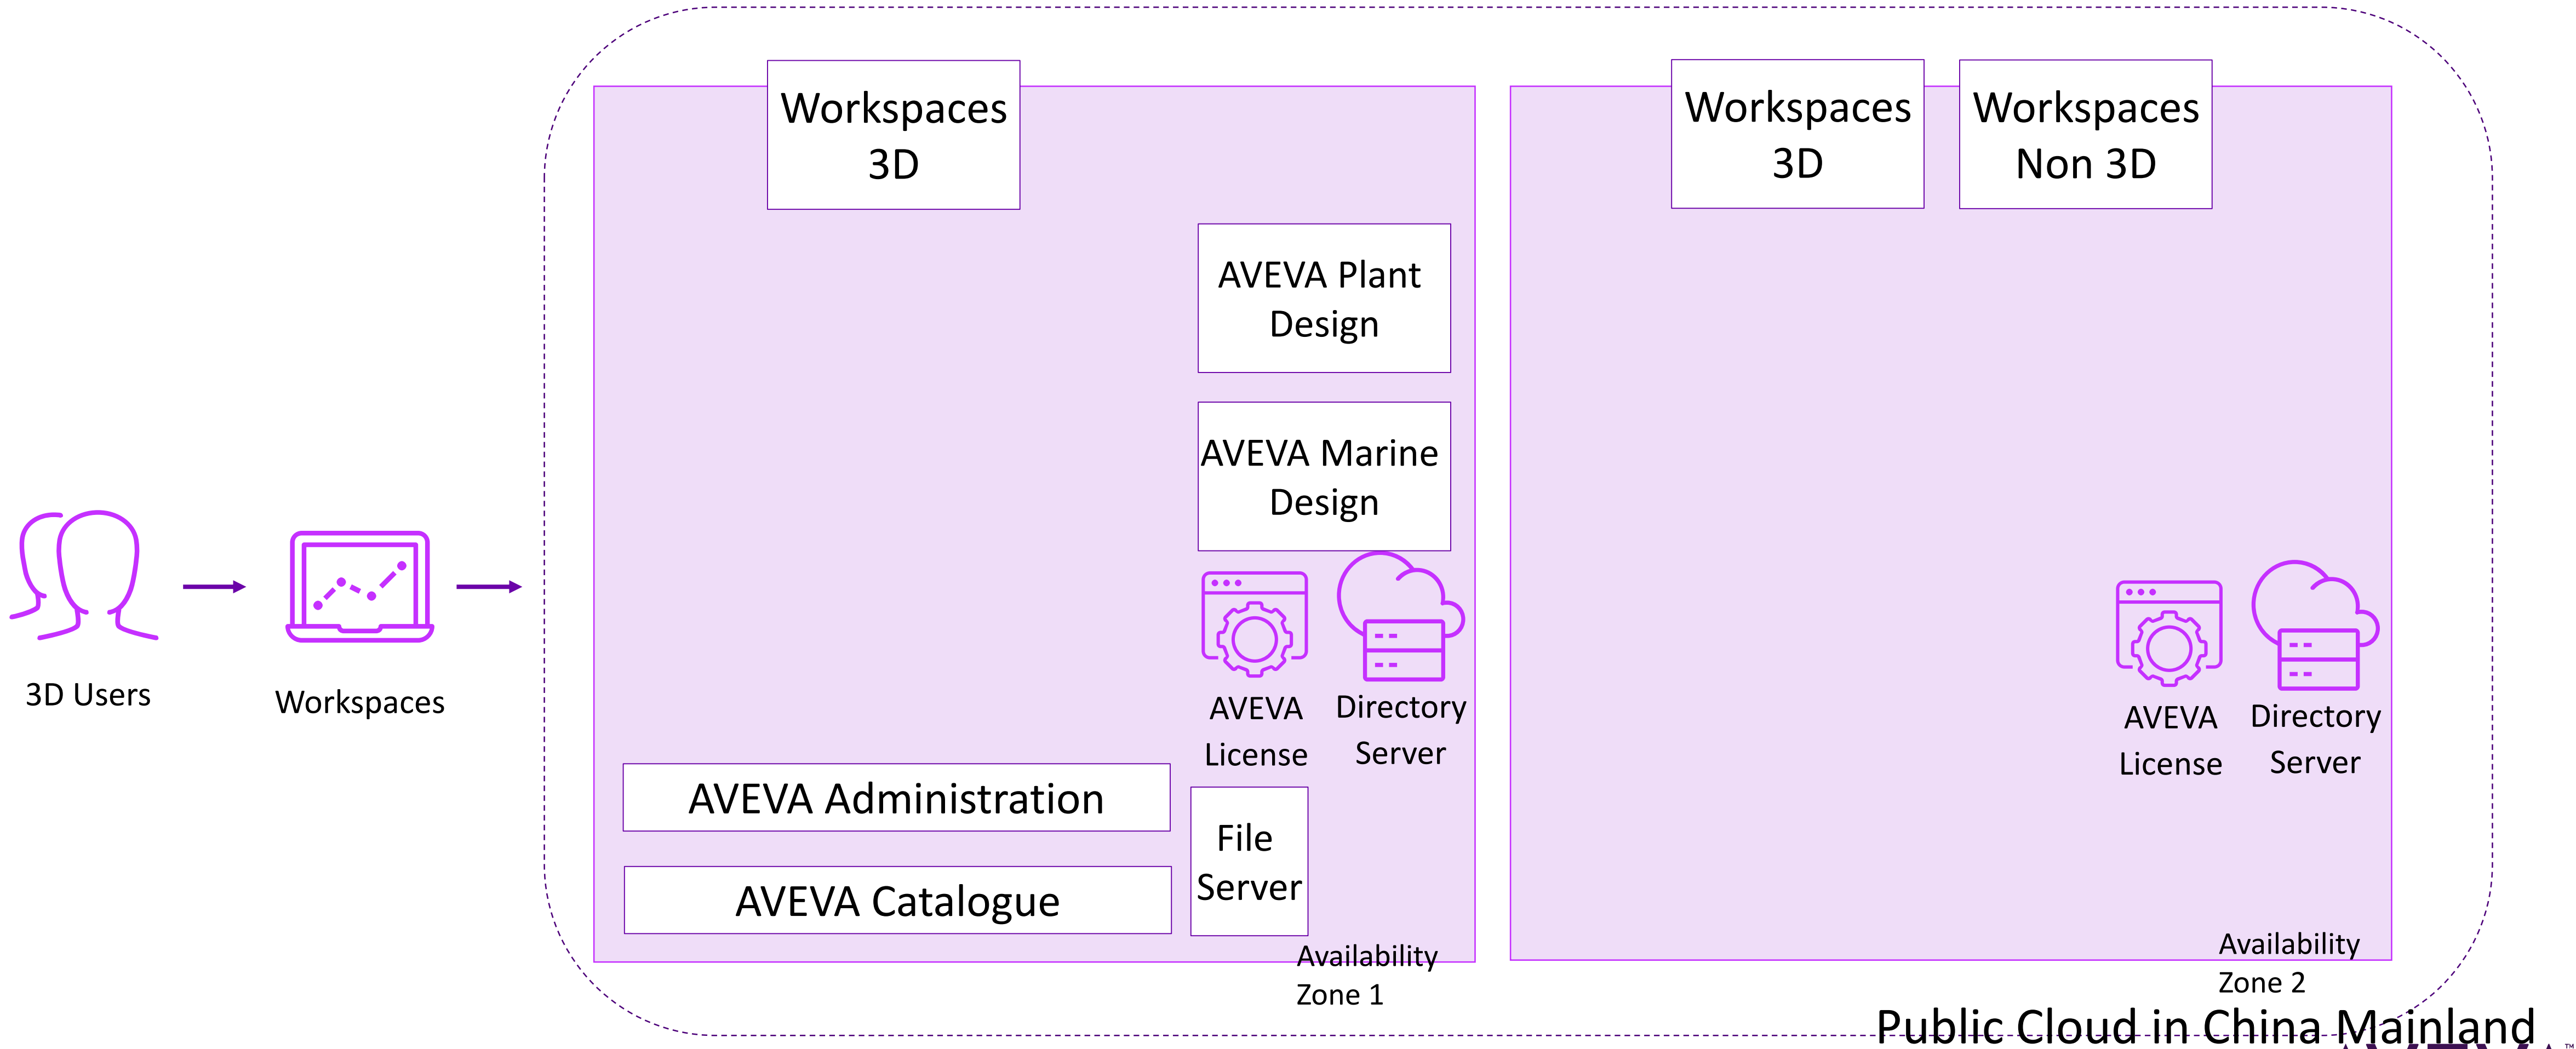 Workspaces
3D
Workspaces
3D
Workspaces
Non 3D
AVEVA Plant
Design
AVEVA Marine
Design
3D Users
Workspaces
AVEVA
License
Directory
Server
AVEVA
License
Directory
Server
AVEVA Administration
AVEVA Catalogue
File
Server
Availability
Zone 1
Availability
Zone 2
Public Cloud in China Mainland
AVEVA™